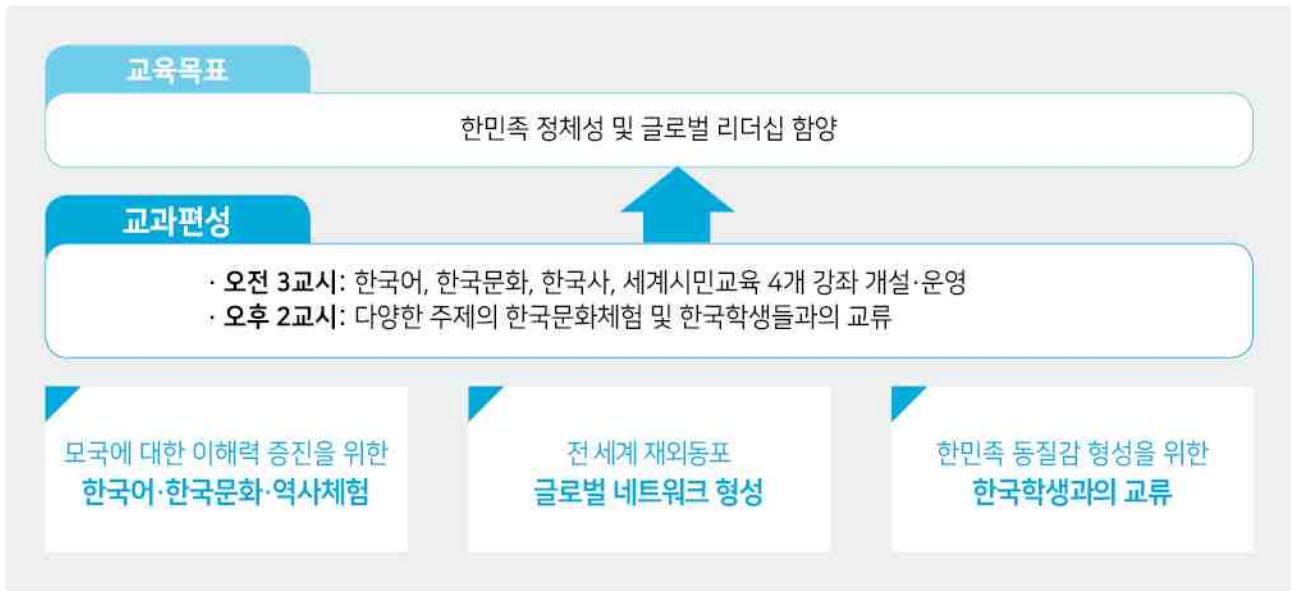 교육목표
한민족 정체성 및 글로벌 리더십 함양
교과편성
· 오전 3교시: 한국어, 한국문화, 한국사, 세계시민교육 4개 강좌 개설·운영
· 오후 2교시: 다양한 주제의 한국문화체험 및 한국학생들과의 교류
모국에 대한 이해력 증진을 위한
한국어·한국문화·역사체험
전 세계 재외동포
글로벌 네트워크 형성
한민족 동질감 형성을 위한
한국학생과의 교류